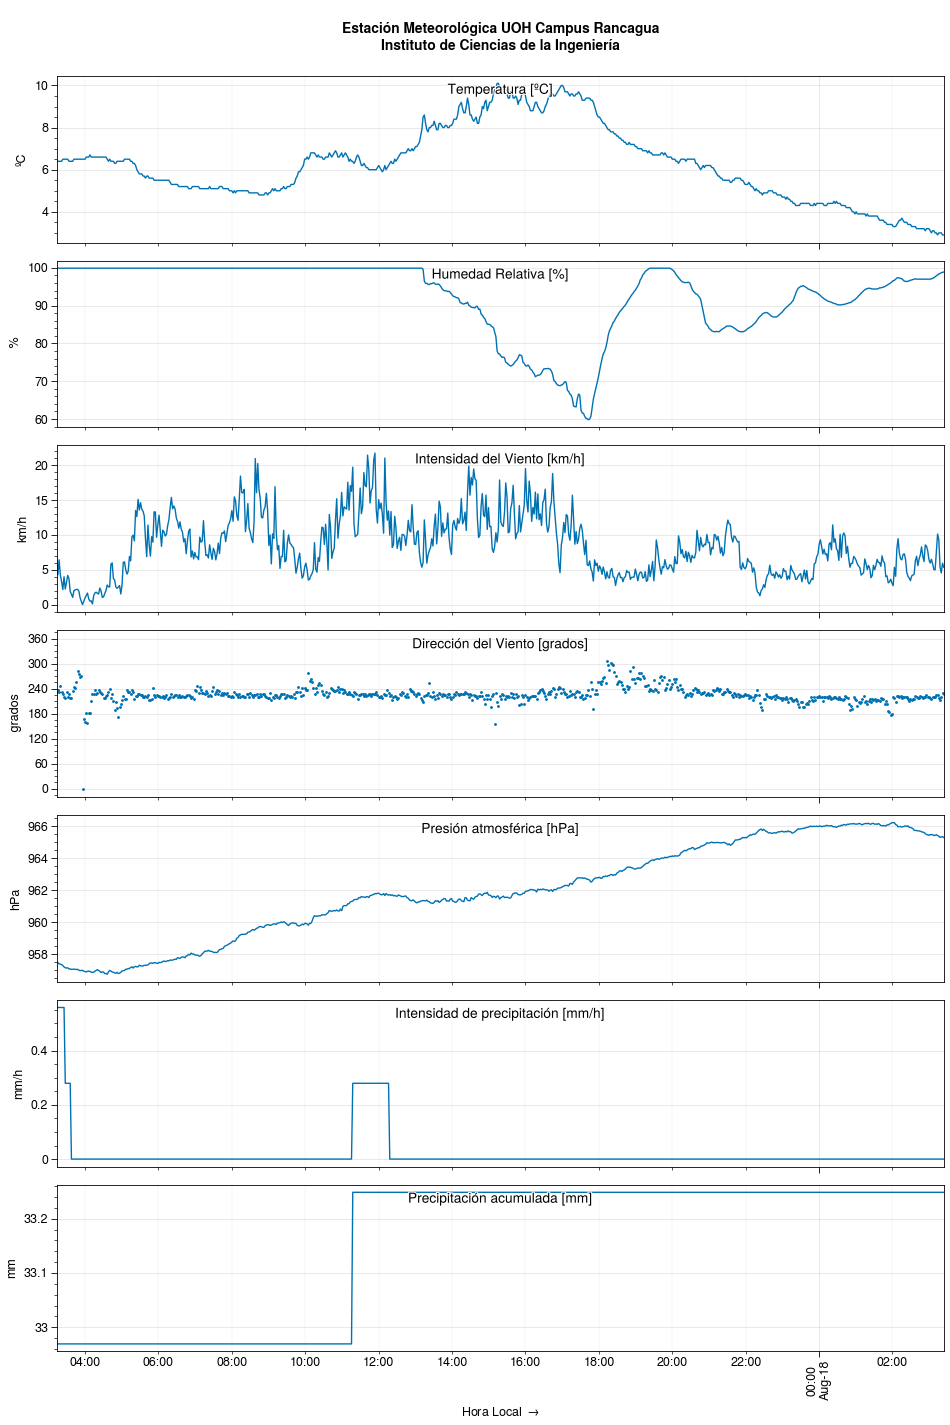 Estación Meteorológica UOH Campus Rancagua
Instituto de Ciencias de la Ingeniería
Temperatura [ºC]
10
8
6
4
ºC
Humedad Relativa [%]
100
90
80
70
60
%
Intensidad del Viento [km/h]
20
15
10
5
0
km/h
Dirección del Viento [grados]
360
300
240
180
120
60
0
grados
Presión atmosférica [hPa]
966
964
962
960
958
hPa
Intensidad de precipitación [mm/h]
0.4
0.2
0
mm/h
Precipitación acumulada [mm]
33.2
33.1
33
mm
04:00 06:00 08:00 10:00 12:00 14:00 16:00 18:00 20:00 22:00 00:00 02:00
Aug-18
Hora Local →